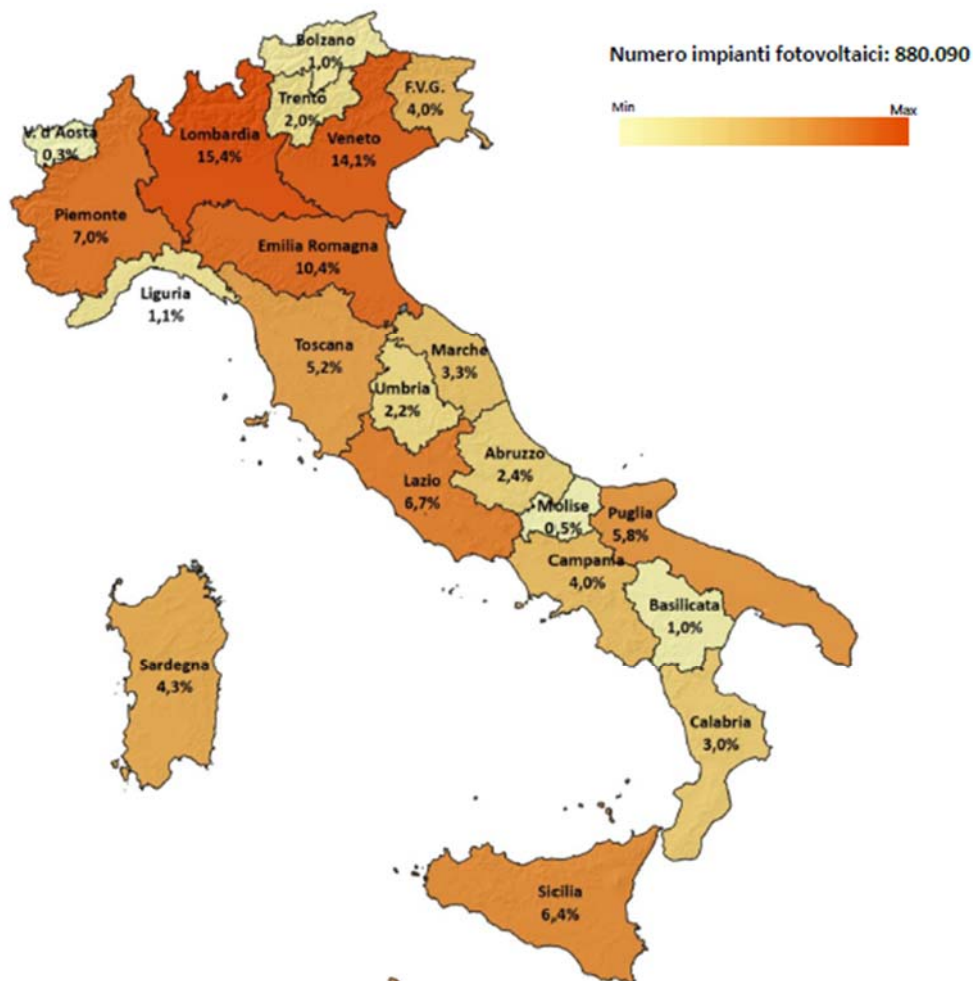 Numero impianti fotovoltaici: 880.090
Min
Max
Bolzano
1,0%
Trento
2,0%
F.V.G.
4,0%
V. d'Aosta
0,3%
Lombardia
15,4%
Veneto
14,1%
Piemonte
7,0%
Emilia Romagna
10,4%
Liguria
1,1%
Toscana
5,2%
Marche
3,3%
Umbria
2,2%
Abruzzo
2,4%
Lazio
6,7%
Molise
0,5%
Puglia
5,8%
Campania
4,0%
Basilicata
1,0%
Sardegna
4,3%
Calabria
3,0%
Sicilia
6,4%